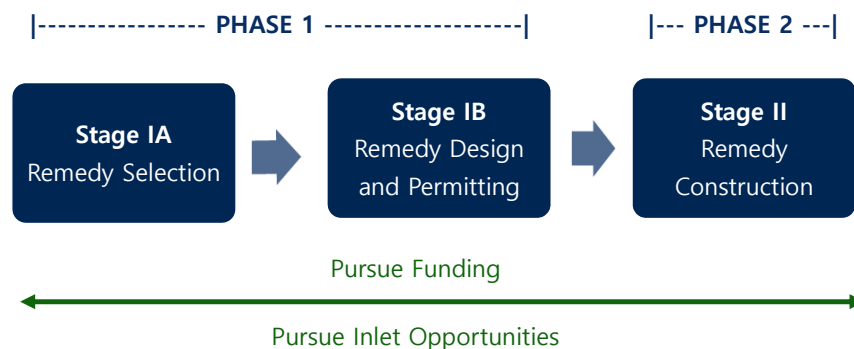 |----------------- PHASE 1 --------------------| |--- PHASE 2 ---|
Stage IA
Remedy Selection
Stage IB
Remedy Design
and Permitting
Stage II
Remedy
Construction
Pursue Funding
Pursue Inlet Opportunities